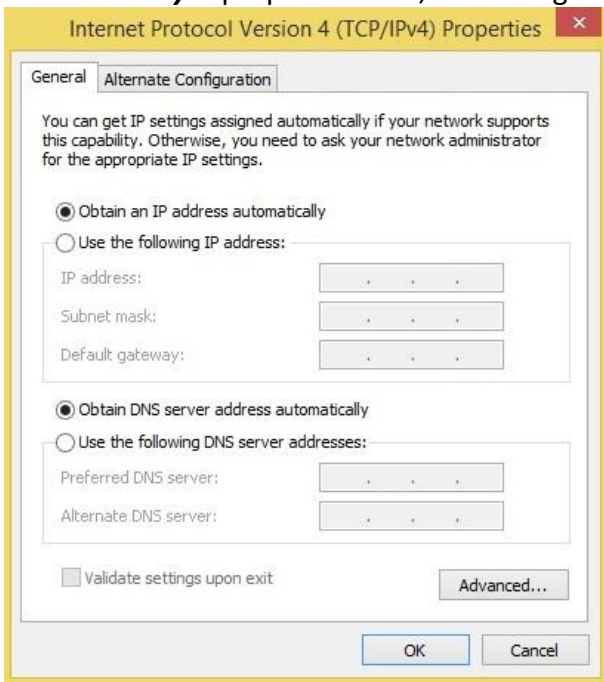 Internet Protocol Version 4 (TCP/IPv4) Properties
General Alternate Configuration
You can get IP settings assigned automatically if your network supports
this capability. Otherwise, you need to ask your network administrator
for the appropriate IP settings.
Obtain an IP address automatically
Use the following IP address:
IP address:
Subnet mask:
Default gateway:
Obtain DNS server address automatically
Use the following DNS server addresses:
Preferred DNS server:
Alternate DNS server:
Validate settings upon exit
Advanced...
OK Cancel